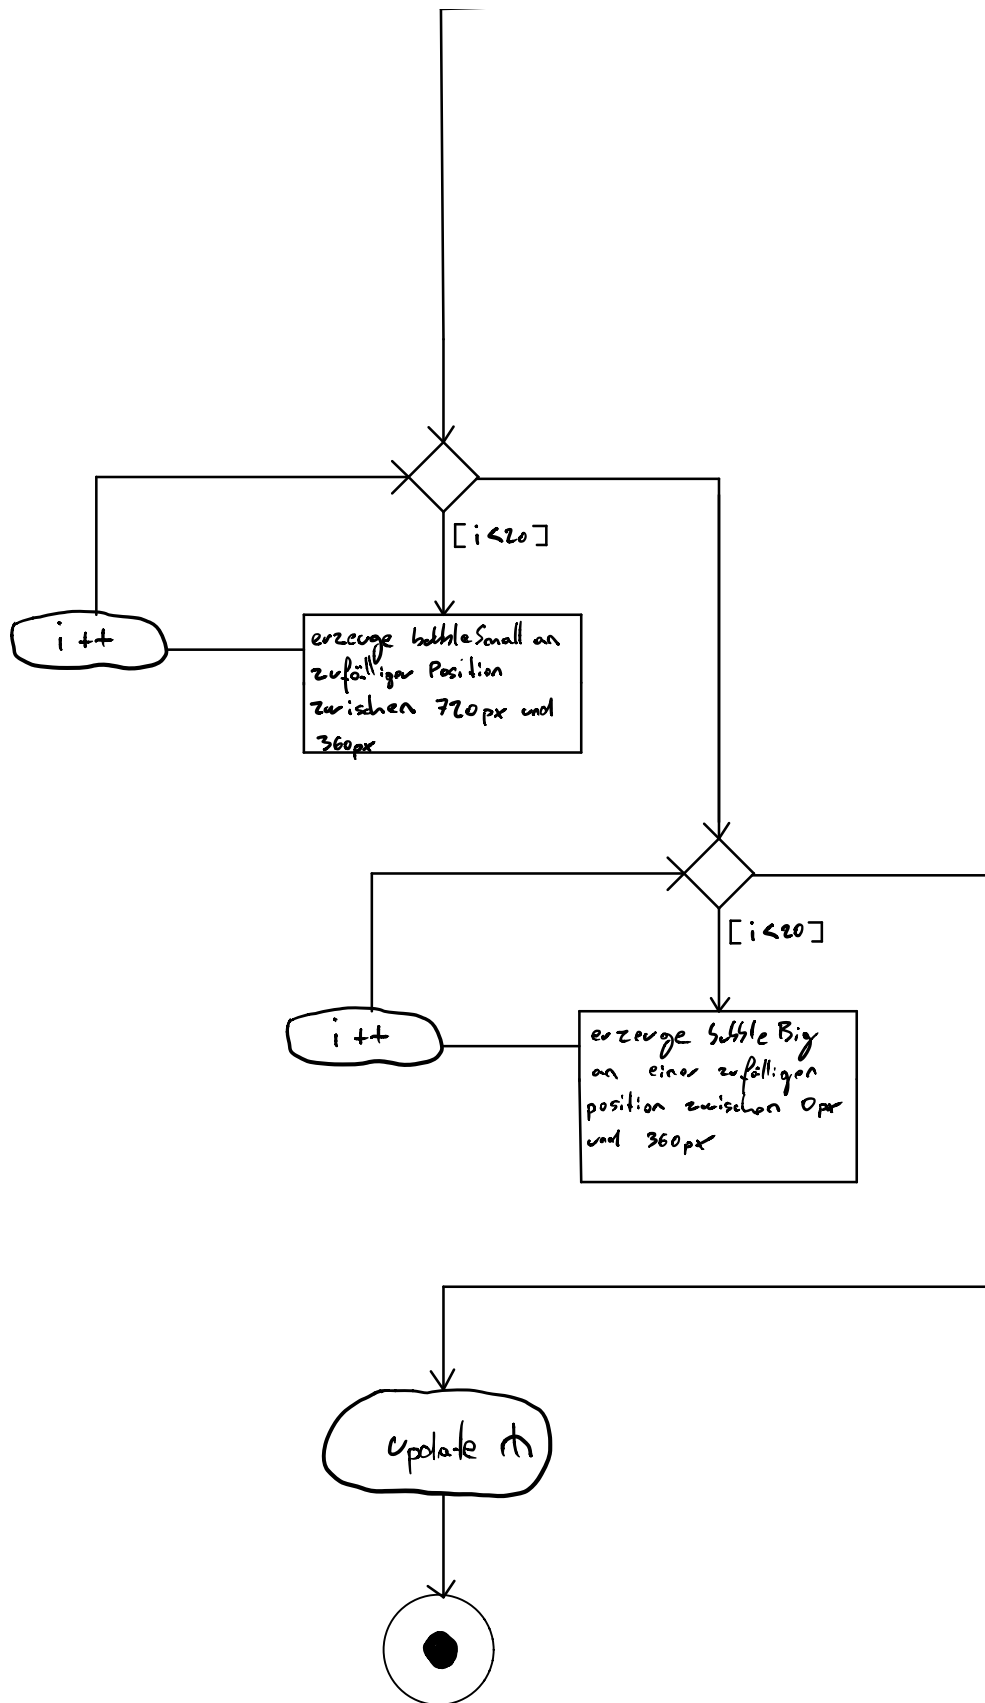 [i<20]
i++
erzeuge bubbleSmall an
zufälliger Position
zwischen 720px und
360px
[i<20]
i++
erzeuge bubbleBig
an einer zufälligen
position zwischen 0px
und 360px
update